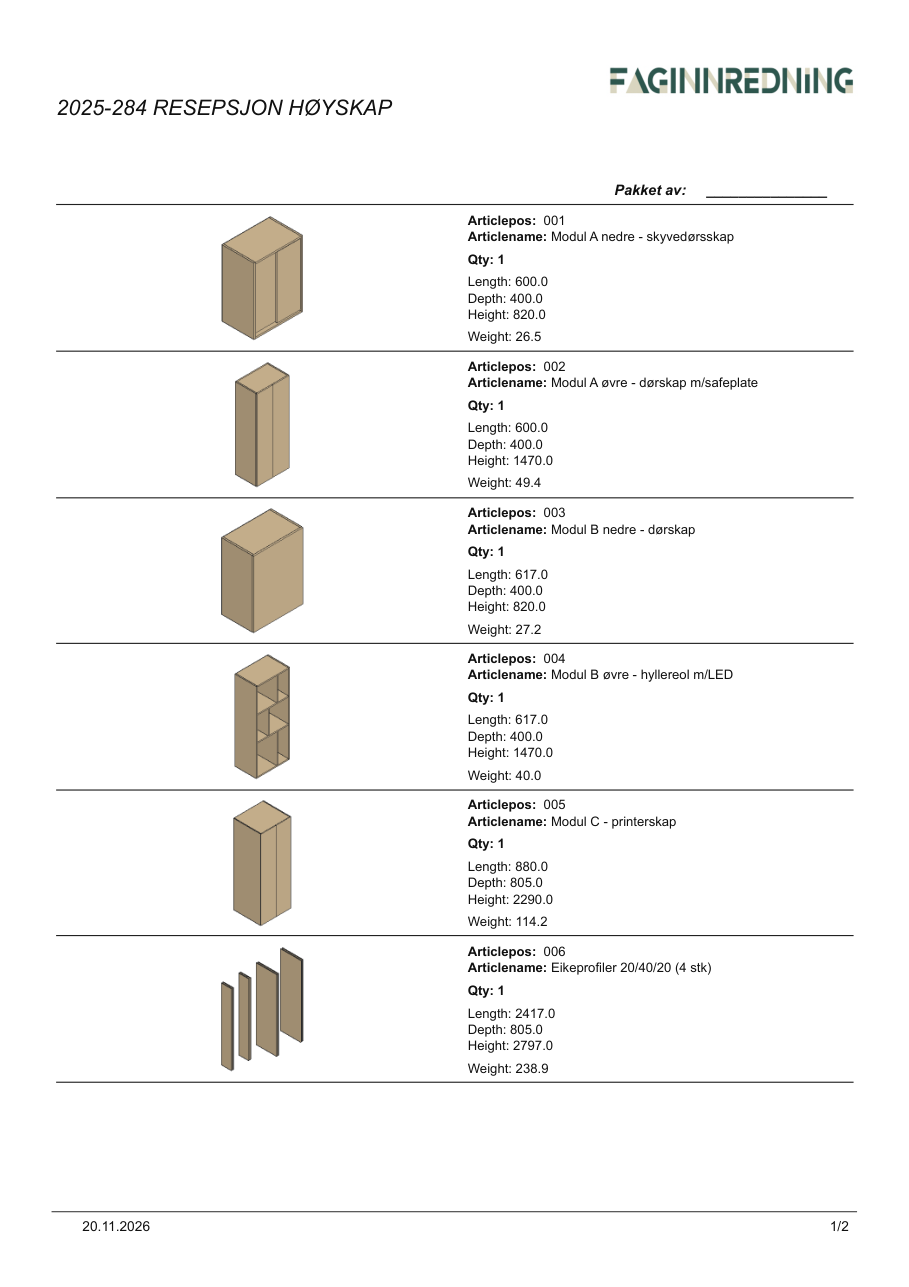 FAGINNREDNING
2025-284 RESEPSJON HØYSKAP
Pakket av: _______________
Articlepos: 001
Articlename: Modul A nedre - skyvedørsskap
Qty: 1
Length: 600.0
Depth: 400.0
Height: 820.0
Weight: 26.5
Articlepos: 002
Articlename: Modul A øvre - dørskap m/safeplate
Qty: 1
Length: 600.0
Depth: 400.0
Height: 1470.0
Weight: 49.4
Articlepos: 003
Articlename: Modul B nedre - dørskap
Qty: 1
Length: 617.0
Depth: 400.0
Height: 820.0
Weight: 27.2
Articlepos: 004
Articlename: Modul B øvre - hyllereol m/LED
Qty: 1
Length: 617.0
Depth: 400.0
Height: 1470.0
Weight: 40.0
Articlepos: 005
Articlename: Modul C - printerskap
Qty: 1
Length: 880.0
Depth: 805.0
Height: 2290.0
Weight: 114.2
Articlepos: 006
Articlename: Eikeprofiler 20/40/20 (4 stk)
Qty: 1
Length: 2417.0
Depth: 805.0
Height: 2797.0
Weight: 238.9
20.11.2026 1/2